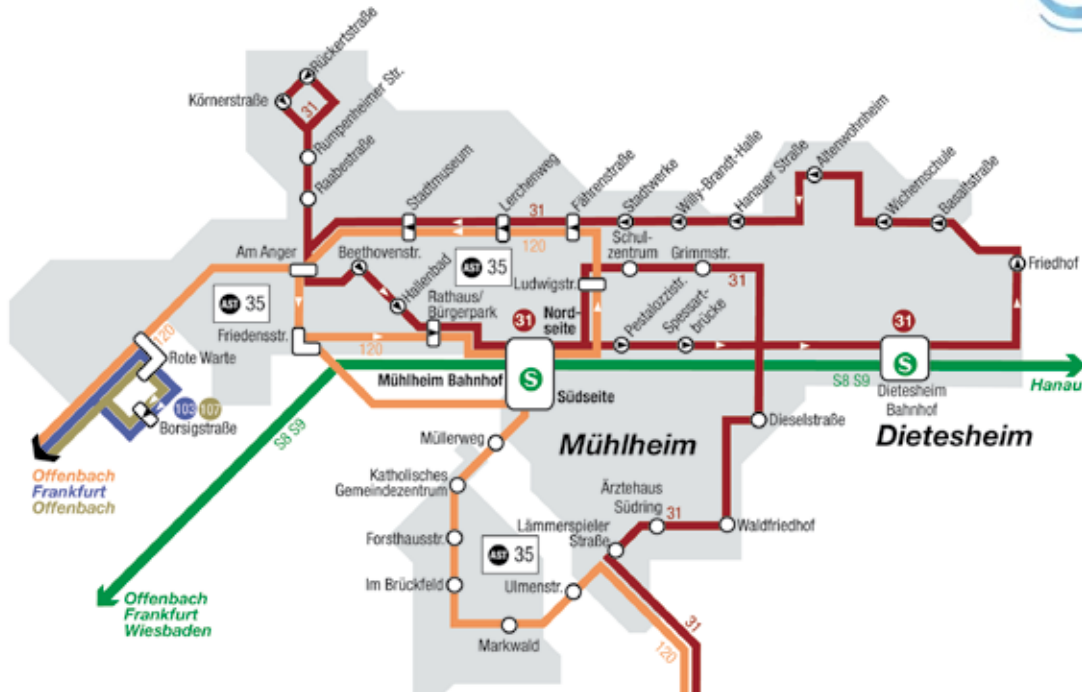 Rückertstraße
Körnerstraße
31
Rumpenheimer Str.
Raabestraße
Stadtmuseum
Lerchenweg
Fährenstraße
Stadtwerke
Willy-Brandt-Halle
Hanauer Straße
Altenwohnheim
Wichernschule
Basaltstraße
31
120
Am Anger
Beethovenstr.
AST 35
Schul-
zentrum
Grimmstr.
31
Friedhof
Hallenbad
Ludwigstr.
AST 35
Rathaus/
Bürgerpark
31
Nord-
seite
Pestalozzistr.
Spessart-
brücke
31
Friedensstr.
120
120
Rote Warte
Mühlheim Bahnhof
S
Südseite
S8 S9
S
Dietesheim
Bahnhof
Hanau
103
107
Borsigstraße
S8 S9
Müllerweg
Mühlheim
Dieselstraße
Dietesheim
Offenbach
Frankfurt
Offenbach
Katholisches
Gemeindezentrum
Ärztehaus
Südring
31
Waldfriedhof
Lämmerspieler
Straße
Forsthausstr.
AST 35
Im Brückfeld
Ulmenstr.
Offenbach
Frankfurt
Wiesbaden
Markwald
31
120